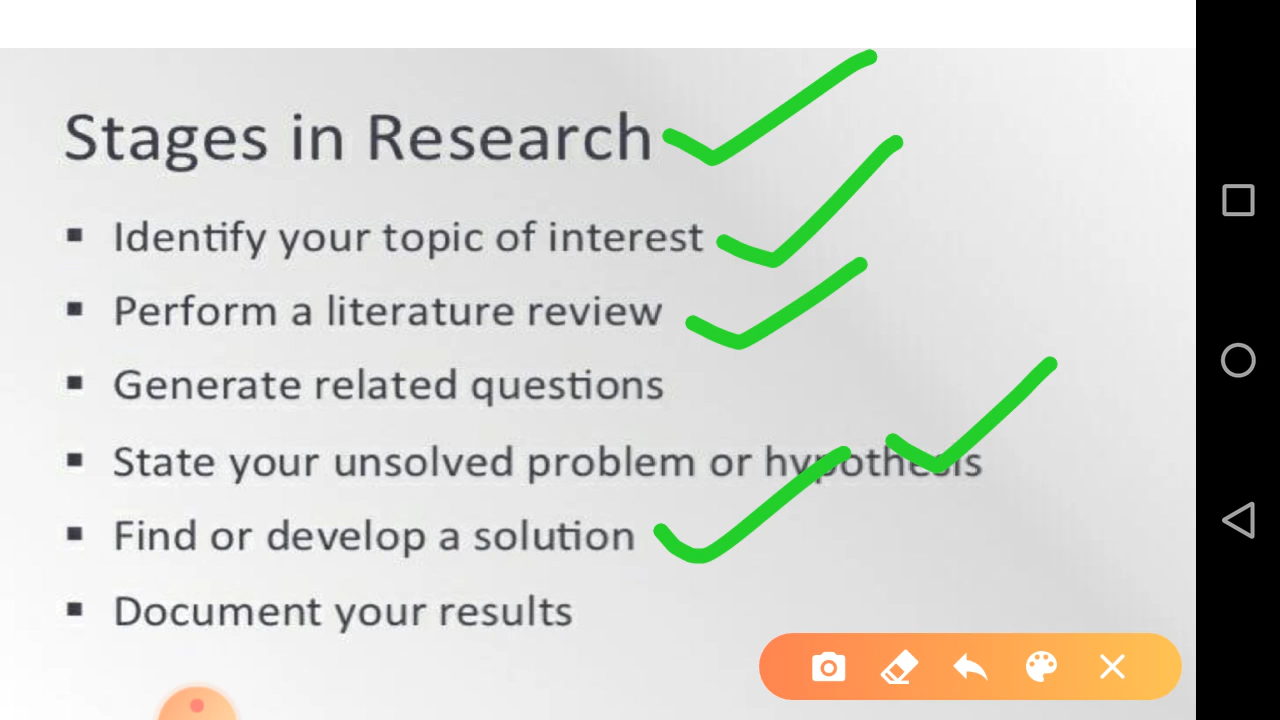 Stages in Research
▪ Identify your topic of interest
▪ Perform a literature review
▪ Generate related questions
▪ State your unsolved problem or hypothesis
▪ Find or develop a solution
▪ Document your results